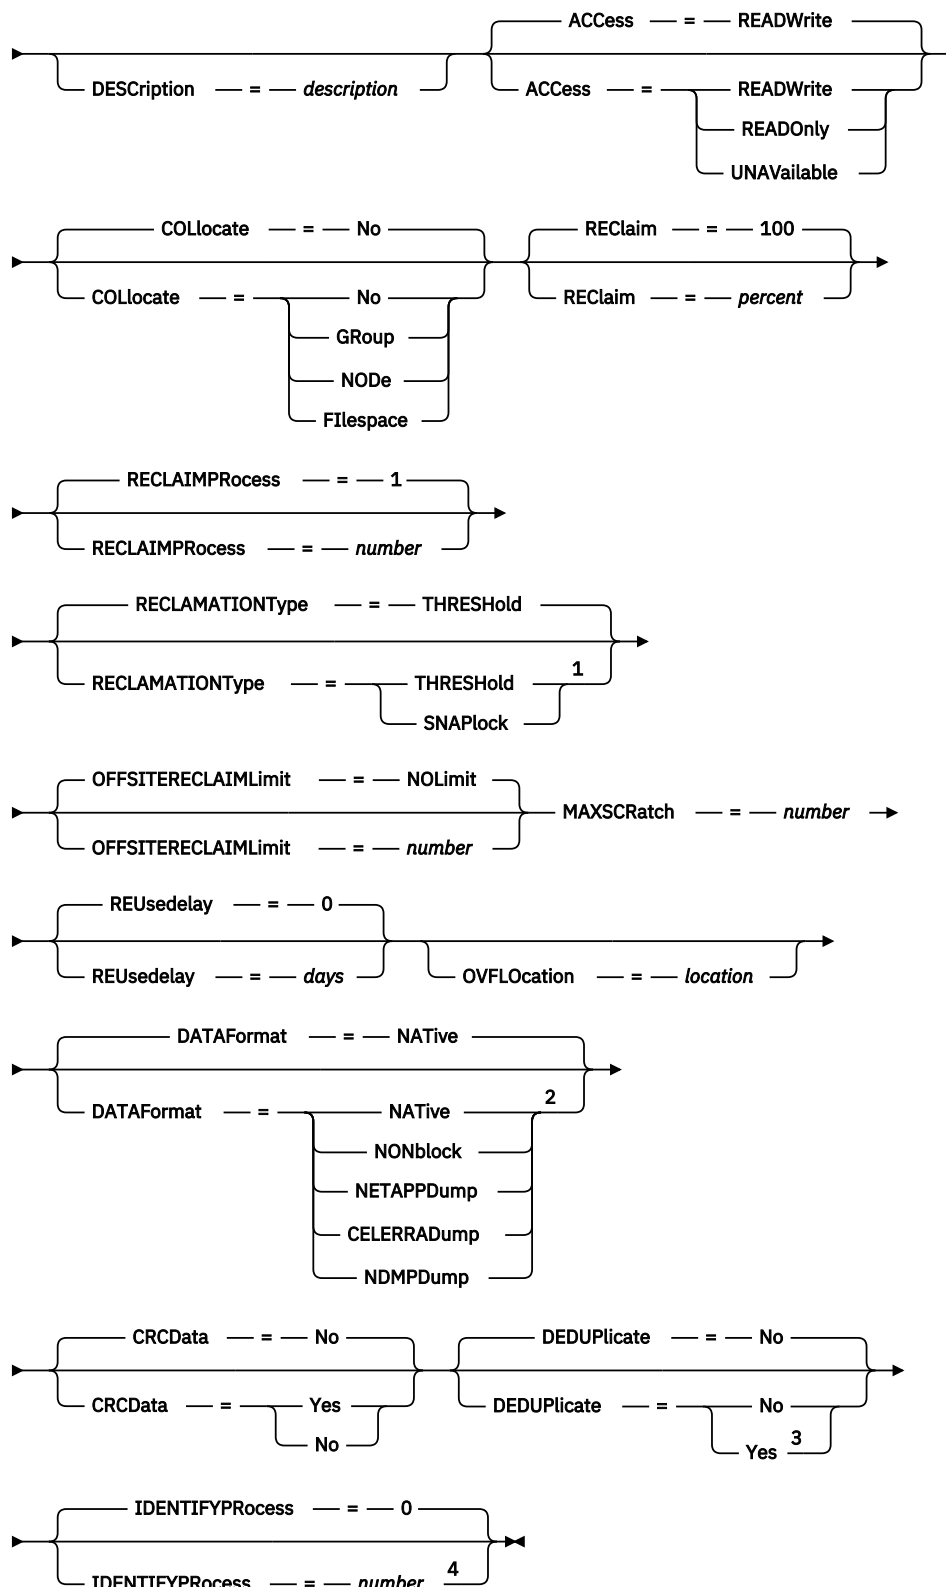 ACCess = READWrite
DESCription = description ACCess = READWrite
READOnly
UNAVailable
COLlocate = No REClaim = 100
COLlocate = No REClaim = percent
GRoup
NODe
FIlespace
RECLAIMPRocess = 1
RECLAIMPRocess = number
RECLAMATIONType = THRESHold
RECLAMATIONType = THRESHold 1
SNAPlock
OFFSITERECLAIMLimit = NOLimit
MAXSCRatch = number
OFFSITERECLAIMLimit = number
REUsedelay = 0
REUsedelay = days OVFLOcation = location
DATAFormat = NATive
DATAFormat = NATive 2
NONblock
NETAPPDump
CELERRADump
NDMPDump
CRCData = No DEDUPlicate = No
CRCData = Yes DEDUPlicate = No
No Yes 3
IDENTIFYPRocess = 0
IDENTIFYPRocess = number 4